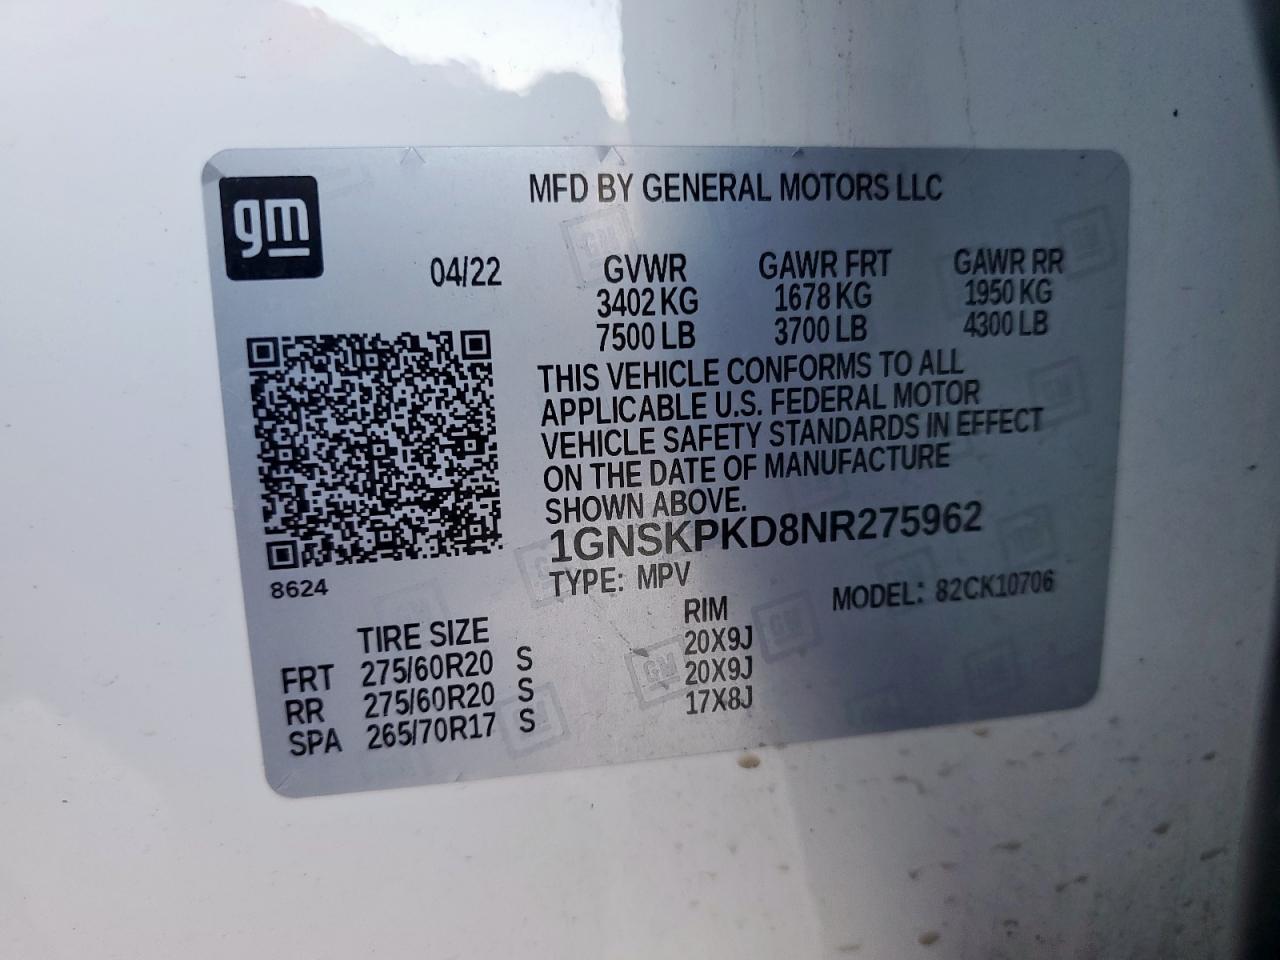 gm
MFD BY GENERAL MOTORS LLC
04/22
GVWR GAWR FRT GAWR RR
3402 KG 1678 KG 1950 KG
7500 LB 3700 LB 4300 LB
THIS VEHICLE CONFORMS TO ALL
APPLICABLE U.S. FEDERAL MOTOR
VEHICLE SAFETY STANDARDS IN EFFECT
ON THE DATE OF MANUFACTURE
SHOWN ABOVE.
1GNSKPKD8NR275962
TYPE: MPV MODEL: 82CK10706
8624
TIRE SIZE RIM
FRT 275/60R20 S 20X9J
RR 275/60R20 S 20X9J
SPA 265/70R17 S 17X8J